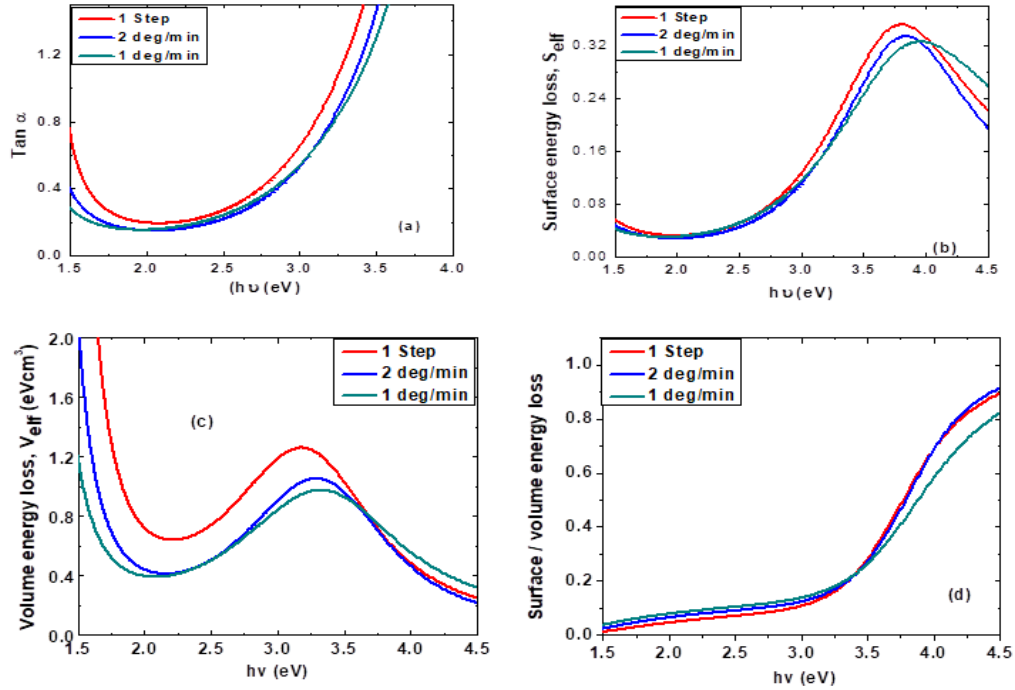 1 Step
2 deg/min
1 deg/min
Tan α
1.2
0.8
0.4
0.0
(a)
1.5 2.0 2.5 3.0 3.5 4.0
(h υ (eV)
1 Step
2 deg/min
1 deg/min
Surface energy loss, S_elf
0.32
0.24
0.16
0.08
0.00
(b)
1.5 2.0 2.5 3.0 3.5 4.0 4.5
h υ (eV)
1 Step
2 deg/min
1 deg/min
Volume energy loss, V_elf (eVcm³)
2.0
1.6
1.2
0.8
0.4
0.0
(c)
1.5 2.0 2.5 3.0 3.5 4.0 4.5
hν (eV)
1 Step
2 deg/min
1 deg/min
Surface / volume energy loss
1.0
0.8
0.6
0.4
0.2
0.0
(d)
1.5 2.0 2.5 3.0 3.5 4.0 4.5
hν (eV)